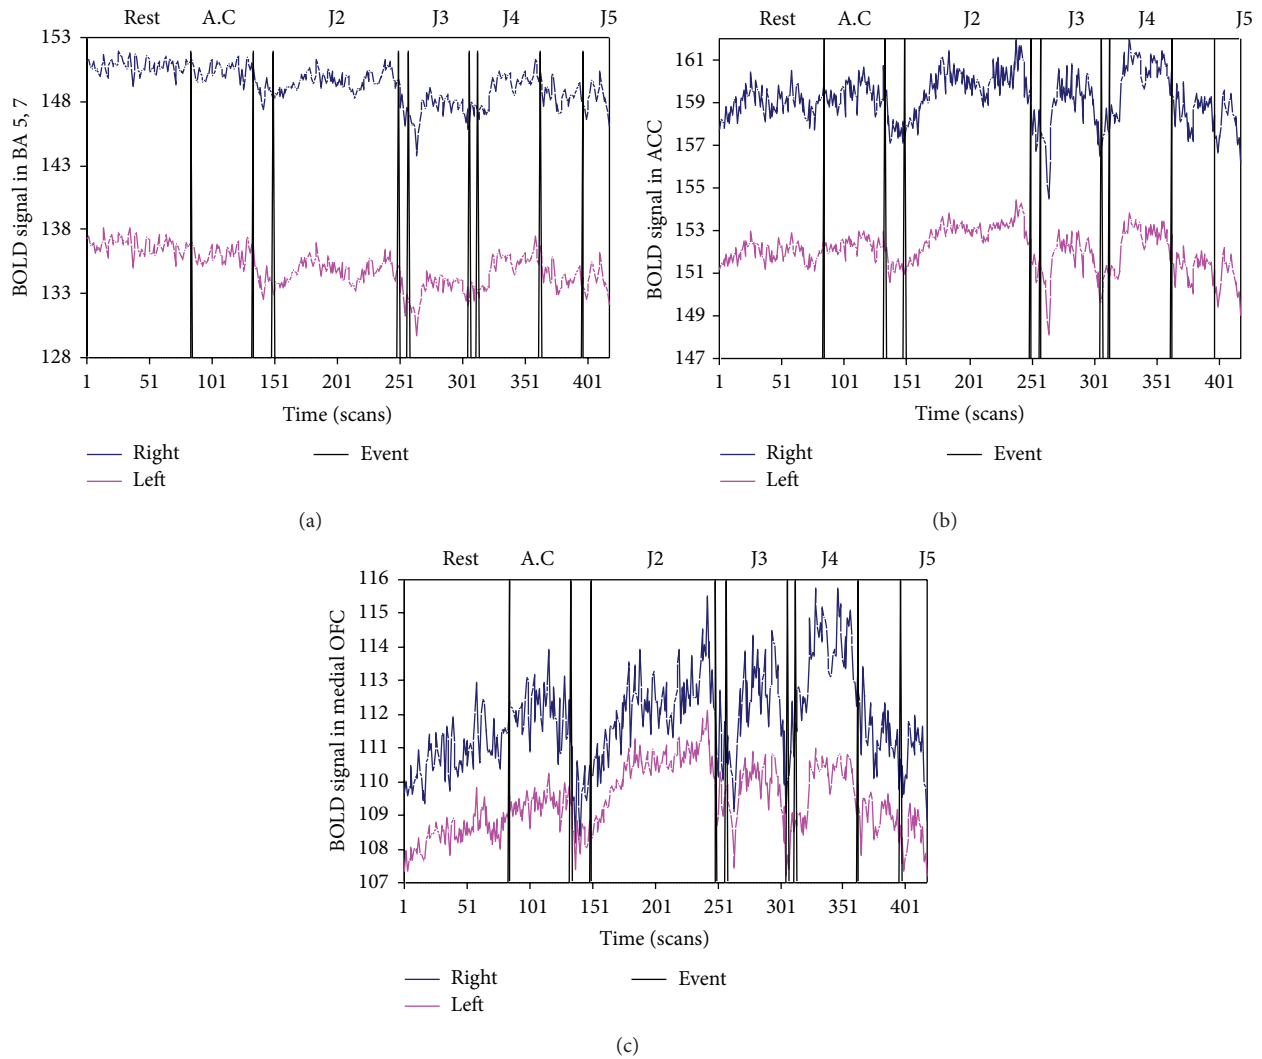 Rest A.C J2 J3 J4 J5
153
148
143
138
133
128
BOLD signal in BA 5, 7
1 51 101 151 201 251 301 351 401
Time (scans)
Right
Left
Event
(a)
Rest A.C J2 J3 J4 J5
161
159
157
155
153
151
149
147
BOLD signal in ACC
1 51 101 151 201 251 301 351 401
Time (scans)
Right
Left
Event
(b)
Rest A.C J2 J3 J4 J5
116
115
114
113
112
111
110
109
108
107
BOLD signal in medial OFC
1 51 101 151 201 251 301 351 401
Time (scans)
Right
Left
Event
(c)